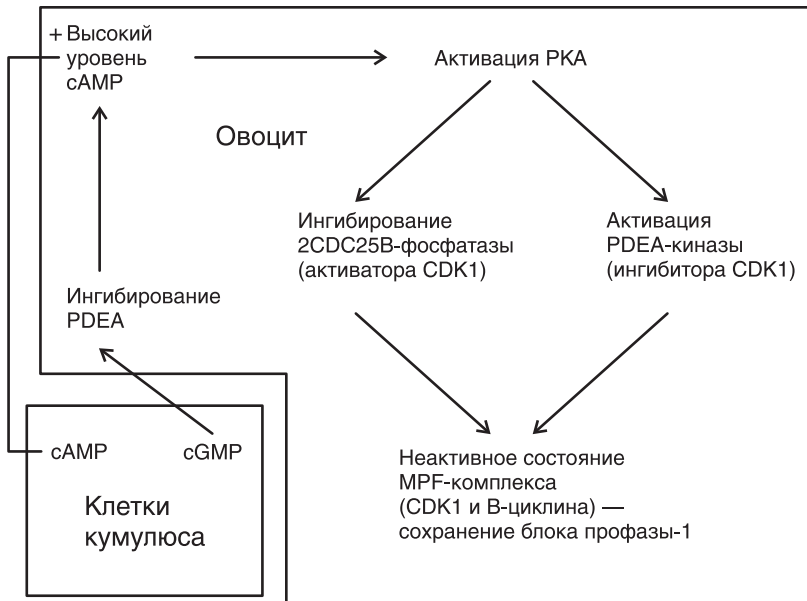 + Высокий
уровень
cAMP
Активация PKA
Овоцит
Ингибирование
2CDC25B-фосфатазы
(активатора CDK1)
Активация
PDEA-киназы
(ингибитора CDK1)
Ингибирование
PDEA
cAMP
cGMP
Клетки
кумулюса
Неактивное состояние
MPF-комплекса
(CDK1 и B-циклина) —
сохранение блока профазы-1